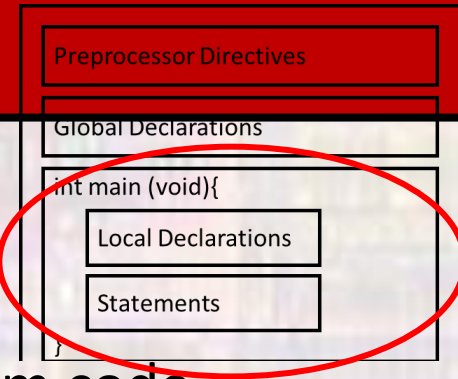 Preprocessor Directives
Global Declarations
int main (void){
Local Declarations
Statements
}